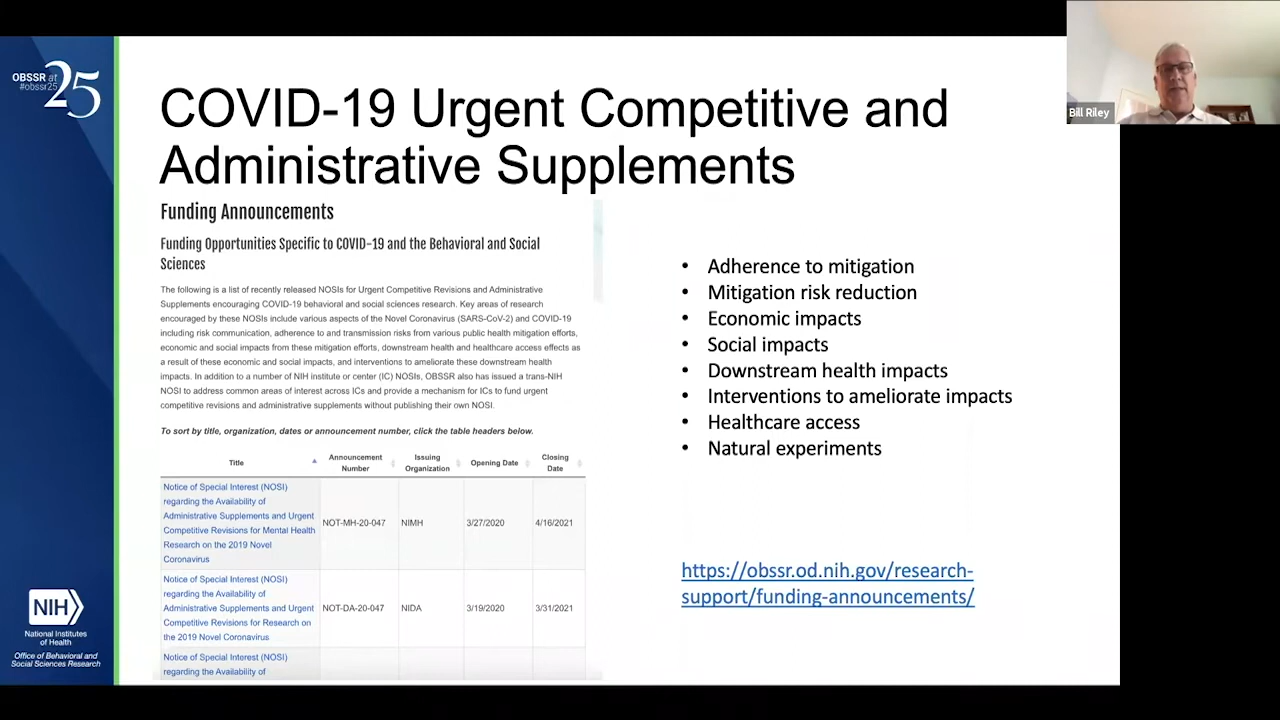 OBSSR at
#obssr25
25
COVID-19 Urgent Competitive and
Administrative Supplements
Bill Riley
Funding Announcements
Funding Opportunities Specific to COVID-19 and the Behavioral and Social
Sciences
The following is a list of recently released NOSIs for Urgent Competitive Revisions and Administrative
Supplements encouraging COVID-19 behavioral and social sciences research. Key areas of research
encouraged by these NOSIs include various aspects of the Novel Coronavirus (SARS-CoV-2) and COVID-19
including risk communication, adherence to and transmission risks from various public health mitigation efforts,
economic and social impacts from these mitigation efforts, downstream health and healthcare access effects as
a result of these economic and social impacts, and interventions to ameliorate these downstream health
impacts. In addition to a number of NIH institute or center (IC) NOSIs, OBSSR also has issued a trans-NIH
NOSI to address common areas of interest across ICs and provide a mechanism for ICs to fund urgent
competitive revisions and administrative supplements without publishing their own NOSI.
To sort by title, organization, dates or announcement number, click the table headers below.
Title
Announcement
Number
Issuing
Organization
Opening Date
Closing
Date
Notice of Special Interest (NOSI)
regarding the Availability of
Administrative Supplements and Urgent
Competitive Revisions for Mental Health
Research on the 2019 Novel
Coronavirus
NOT-MH-20-047
NIMH
3/27/2020
4/16/2021
Notice of Special Interest (NOSI)
regarding the Availability of
Administrative Supplements and Urgent
Competitive Revisions for Research on
the 2019 Novel Coronavirus
NOT-DA-20-047
NIDA
3/19/2020
3/31/2021
Notice of Special Interest (NOSI)
regarding the Availability of
• Adherence to mitigation
• Mitigation risk reduction
• Economic impacts
• Social impacts
• Downstream health impacts
• Interventions to ameliorate impacts
• Healthcare access
• Natural experiments
https://obssr.od.nih.gov/research-
support/funding-announcements/
NIH
National Institutes
of Health
Office of Behavioral and
Social Sciences Research